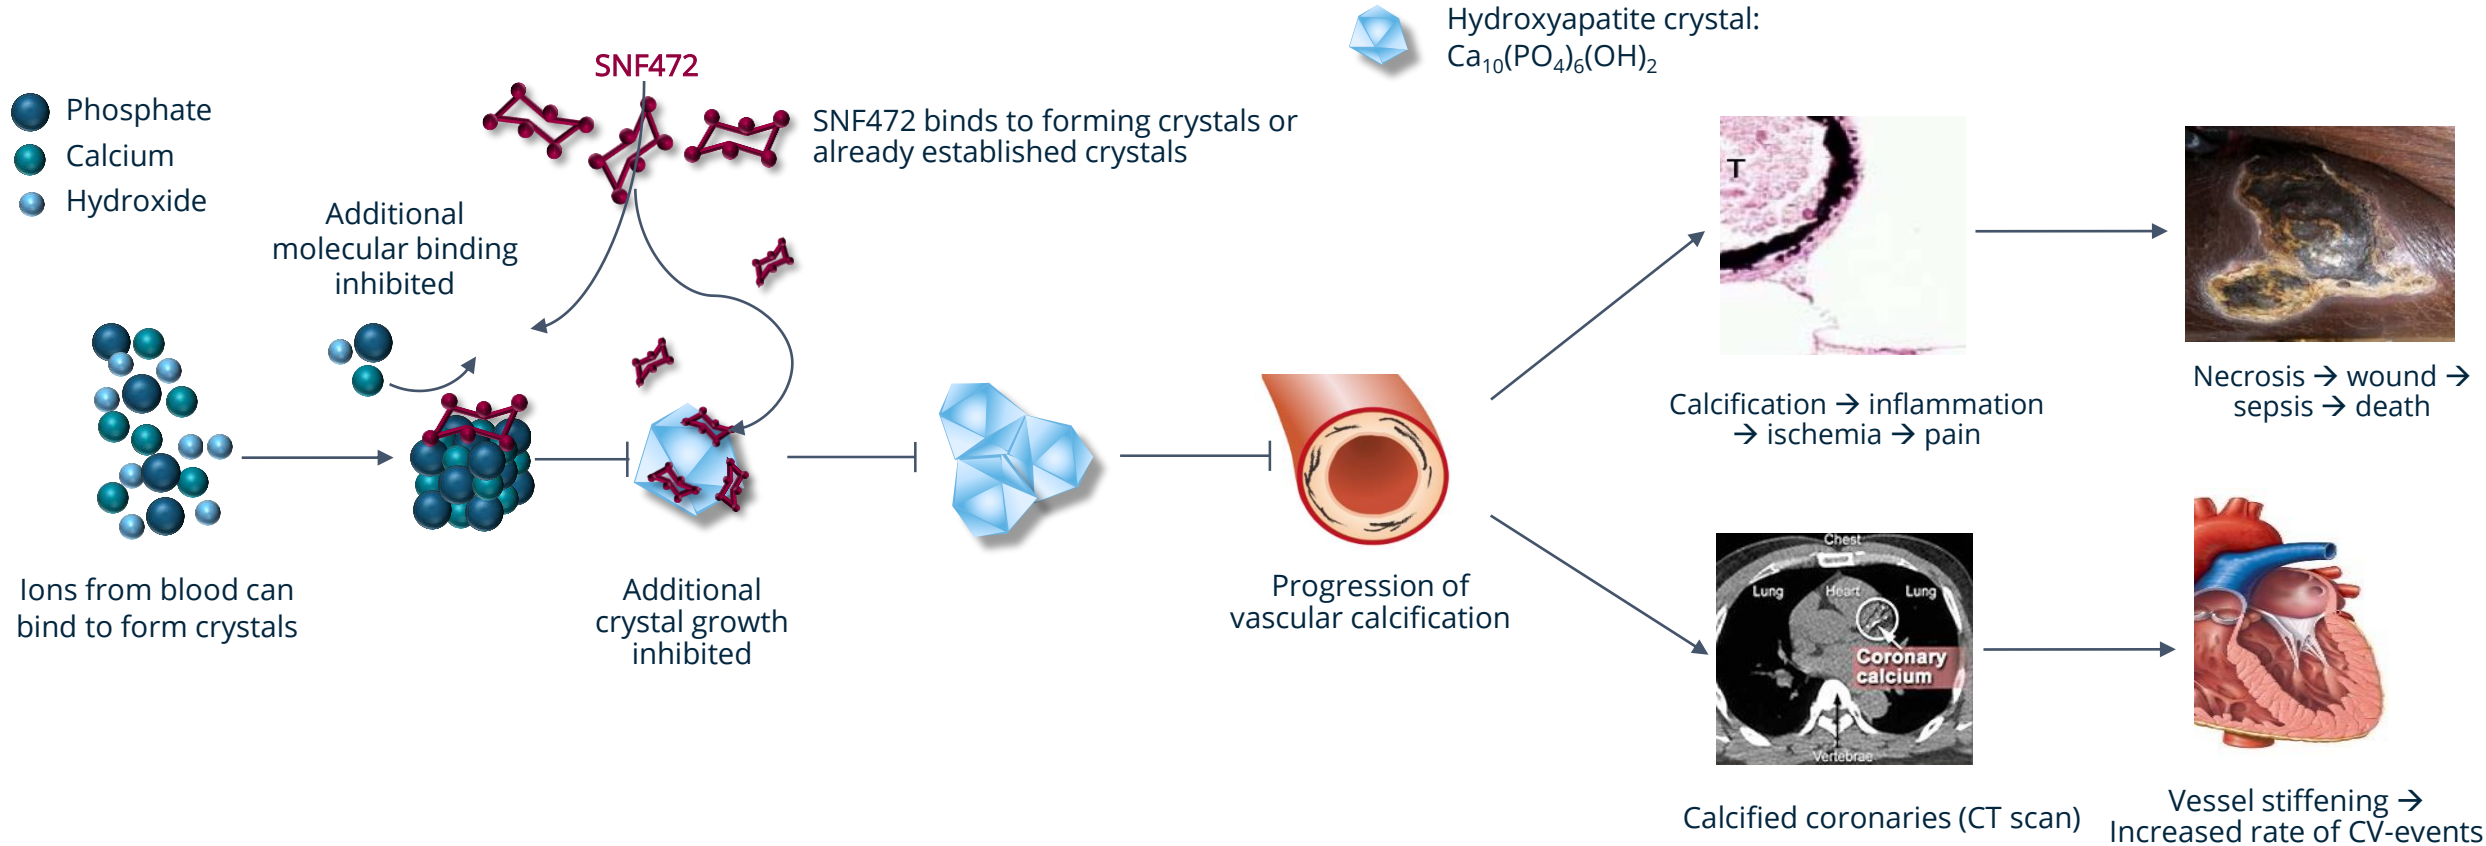 Hydroxyapatite crystal:
Ca₁₀(PO₄)₆(OH)₂
SNF472
Phosphate
Calcium
Hydroxide
SNF472 binds to forming crystals or
already established crystals
Additional
molecular binding
inhibited
Ions from blood can
bind to form crystals
Additional
crystal growth
inhibited
Progression of
vascular calcification
T
Calcification → inflammation
→ ischemia → pain
Necrosis → wound →
sepsis → death
Chest
Lung
Heart
Lung
Coronary
calcium
Vertebrae
Calcified coronaries (CT scan)
Vessel stiffening →
Increased rate of CV-events